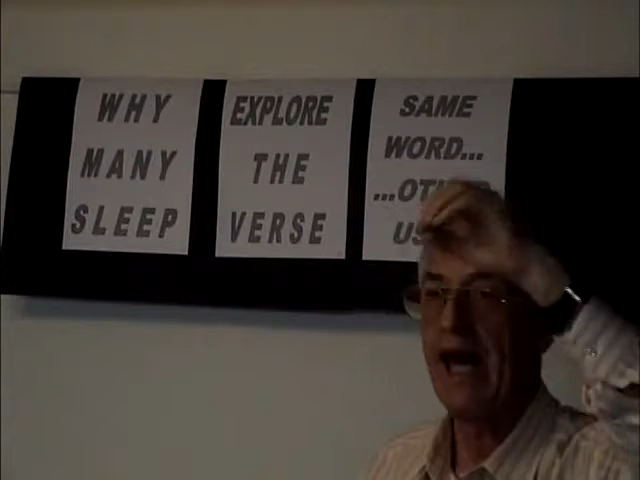 WHY
MANY
SLEEP
EXPLORE
THE
VERSE
SAME
WORD...